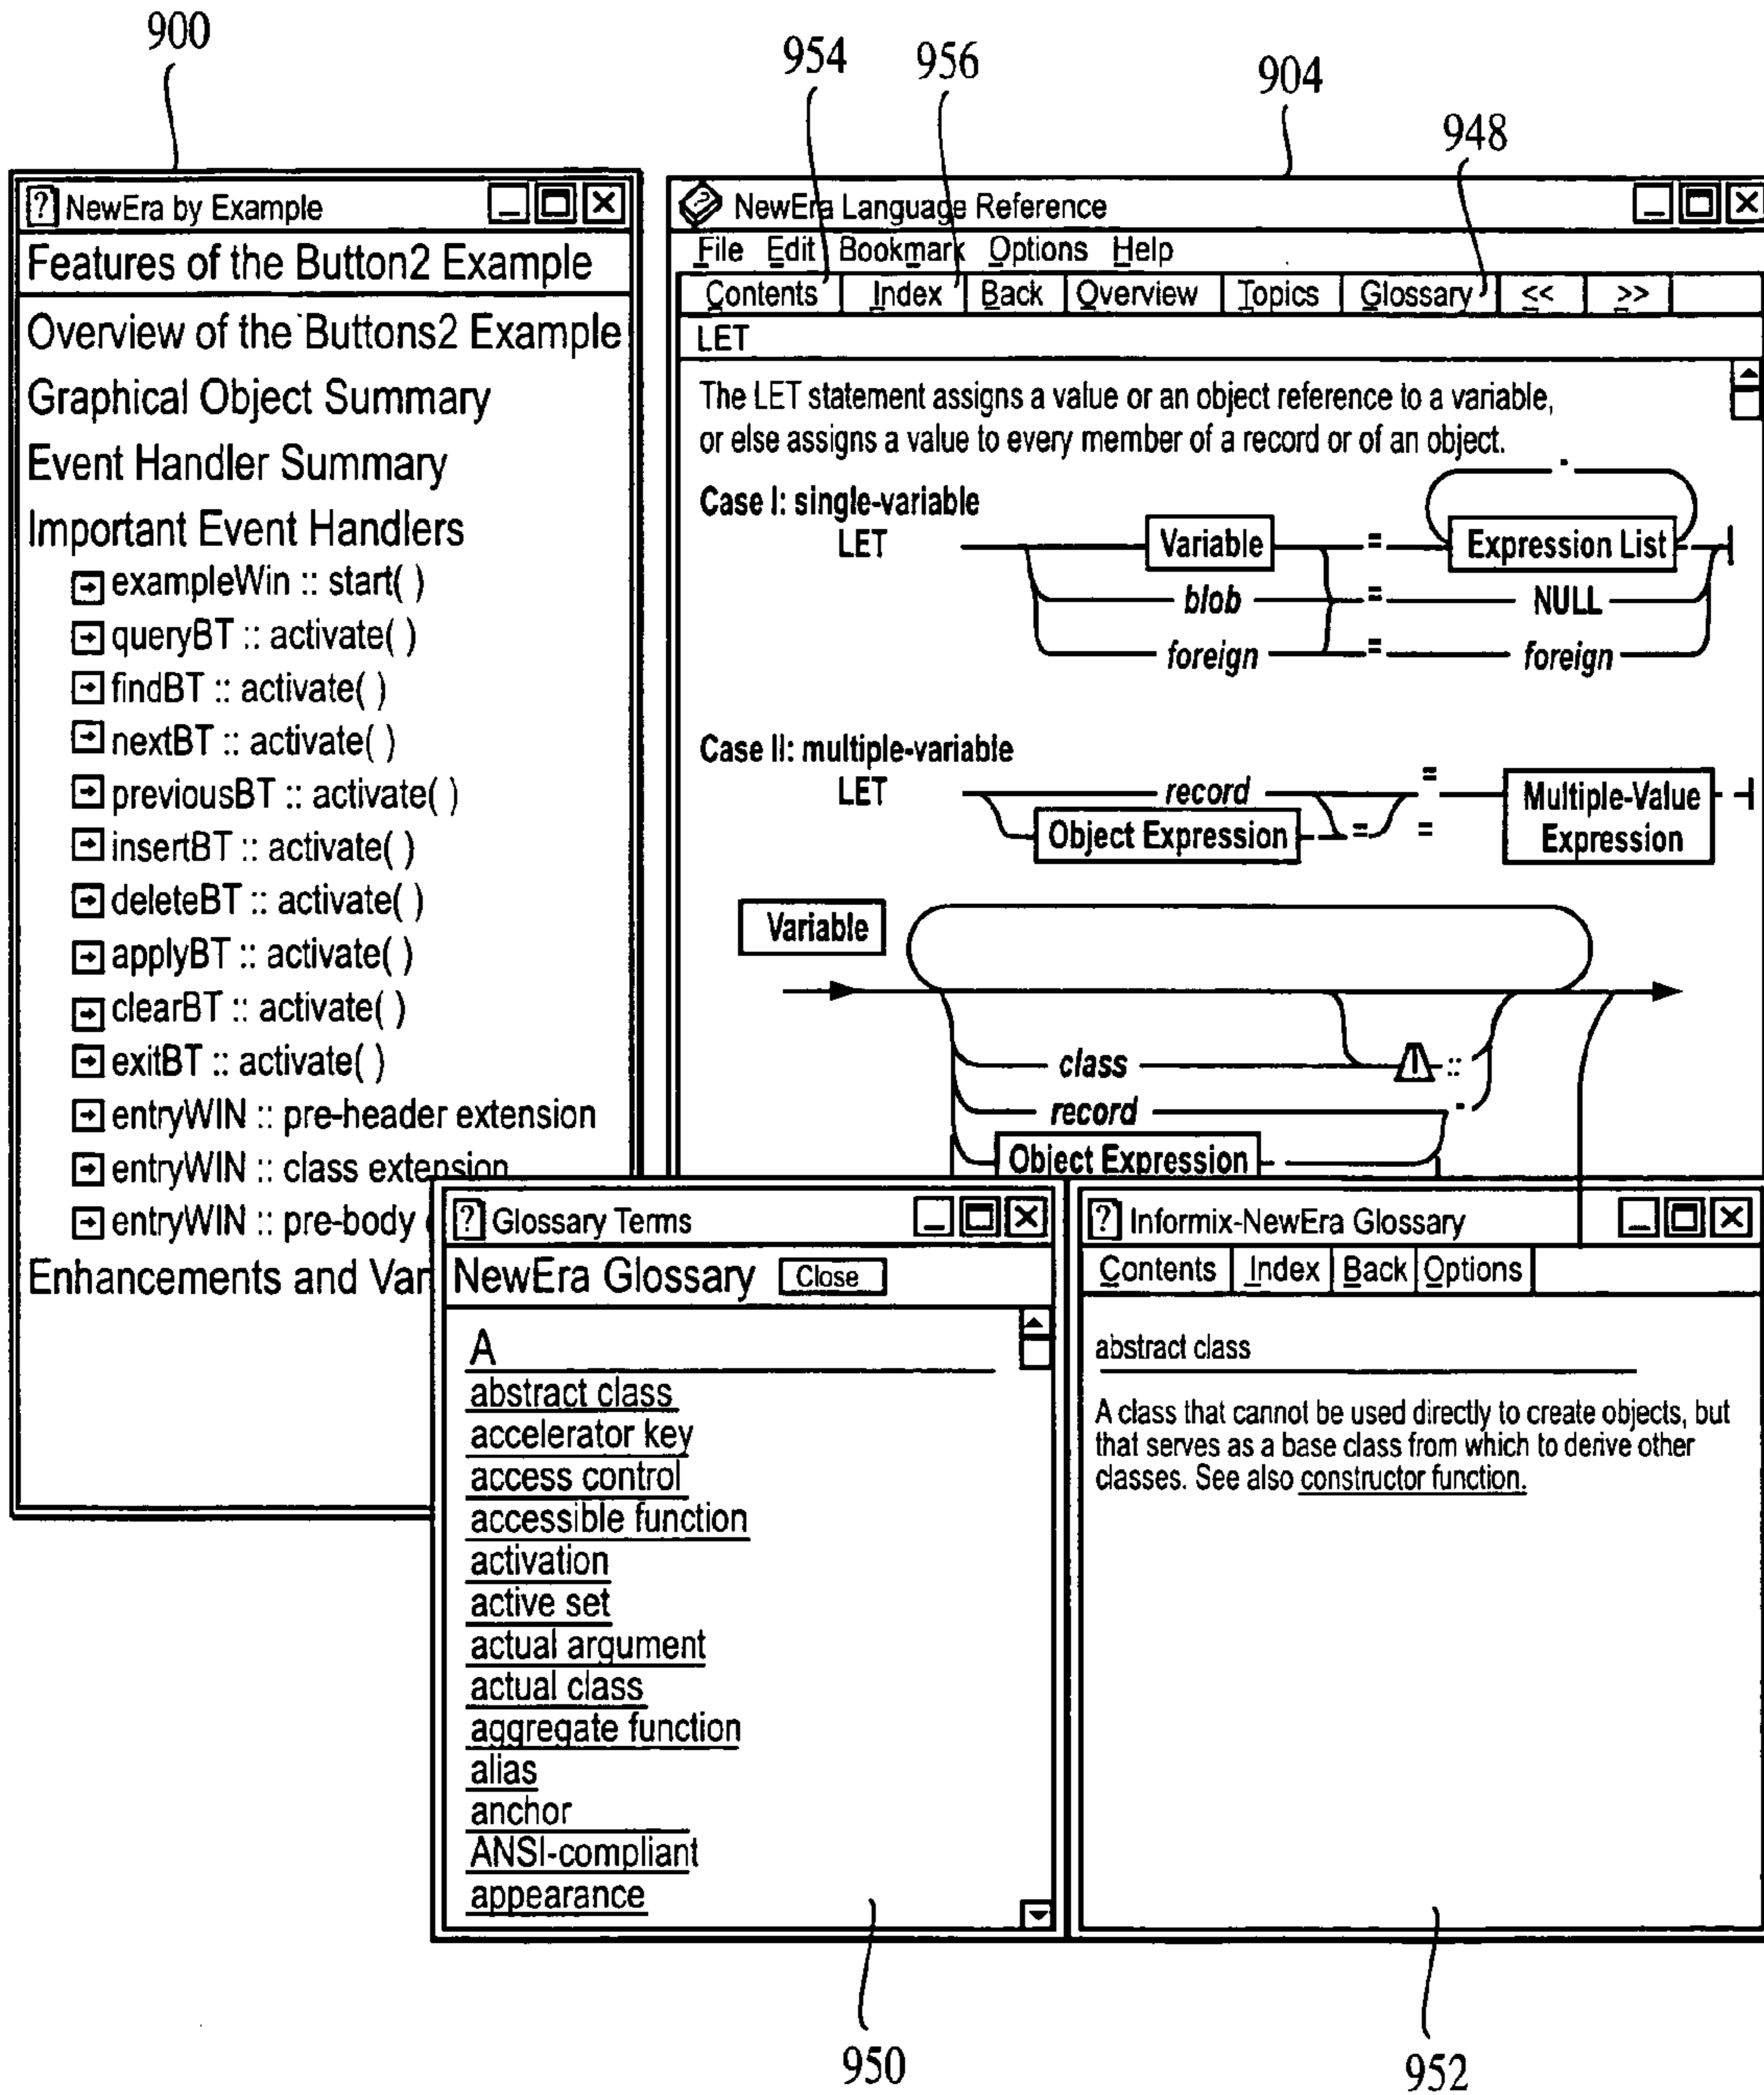 900
954
956
904
948
? NewEra by Example
Features of the Button2 Example
Overview of the Buttons2 Example
Graphical Object Summary
Event Handler Summary
Important Event Handlers
exampleWin :: start( )
queryBT :: activate( )
findBT :: activate( )
nextBT :: activate( )
previousBT :: activate( )
insertBT :: activate( )
deleteBT :: activate( )
applyBT :: activate( )
clearBT :: activate( )
exitBT :: activate( )
entryWIN :: pre-header extension
entryWIN :: class extension
entryWIN :: pre-body
Enhancements and Var
? NewEra Language Reference
File Edit Bookmark Options Help
Contents Index Back Overview Topics Glossary << >>
LET
The LET statement assigns a value or an object reference to a variable,
or else assigns a value to every member of a record or of an object.
Case I: single-variable
LET Variable = Expression List
blob = NULL
foreign = foreign
Case II: multiple-variable
LET record = Multiple-Value
Object Expression = = Expression
Variable
class ::
record
Object Expression
? Glossary Terms
NewEra Glossary Close
A
abstract class
accelerator key
access control
accessible function
activation
active set
actual argument
actual class
aggregate function
alias
anchor
ANSI-compliant
appearance
? Informix-NewEra Glossary
Contents Index Back Options
abstract class
A class that cannot be used directly to create objects, but
that serves as a base class from which to derive other
classes. See also constructor function.
950
952